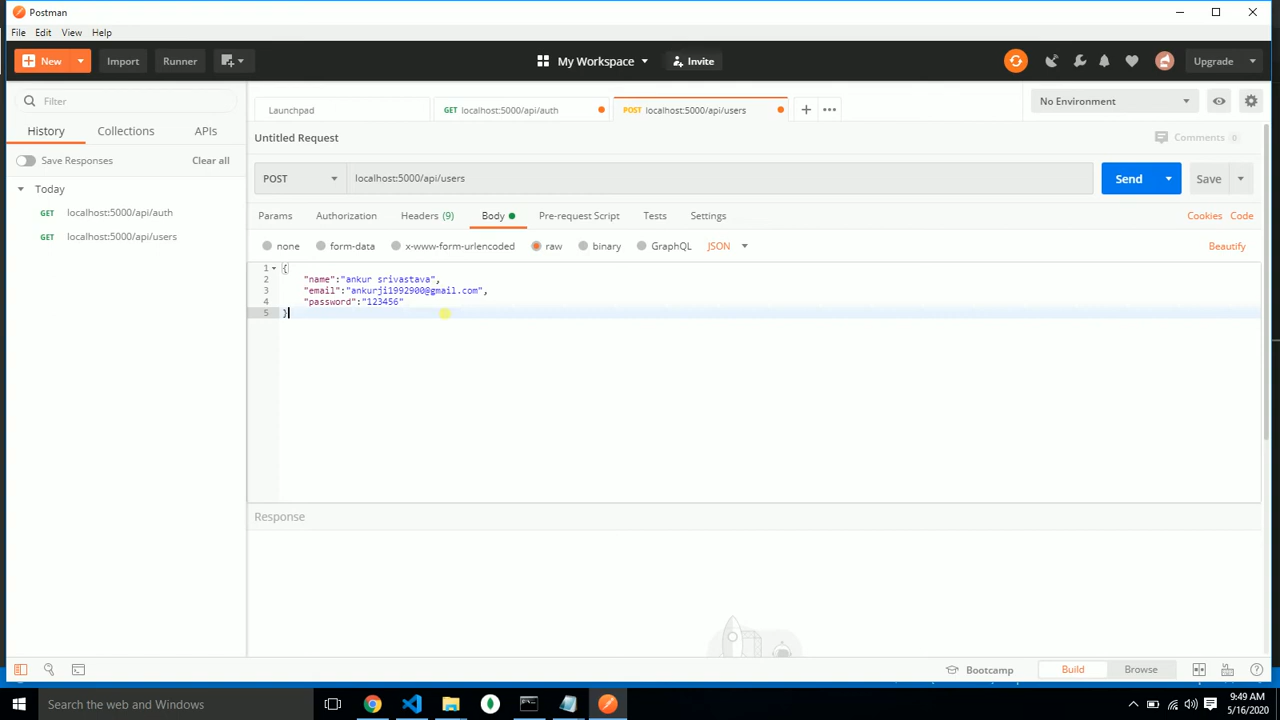 Postman
File Edit View Help
New Import Runner My Workspace Invite Upgrade
Filter
History Collections APIs
Save Responses Clear all
Today
GET localhost:5000/api/auth
GET localhost:5000/api/users
Launchpad GET localhost:5000/api/auth POST localhost:5000/api/users No Environment
Untitled Request Comments 0
POST localhost:5000/api/users Send Save
Params Authorization Headers (9) Body Pre-request Script Tests Settings Cookies Code
none form-data x-www-form-urlencoded raw binary GraphQL JSON Beautify
1 {
2 "name":"ankur srivastava",
3 "email":"ankurji1992900@gmail.com",
4 "password":"123456"
5 }
Response
Bootcamp Build Browse
Search the web and Windows 9:49 AM
5/16/2020